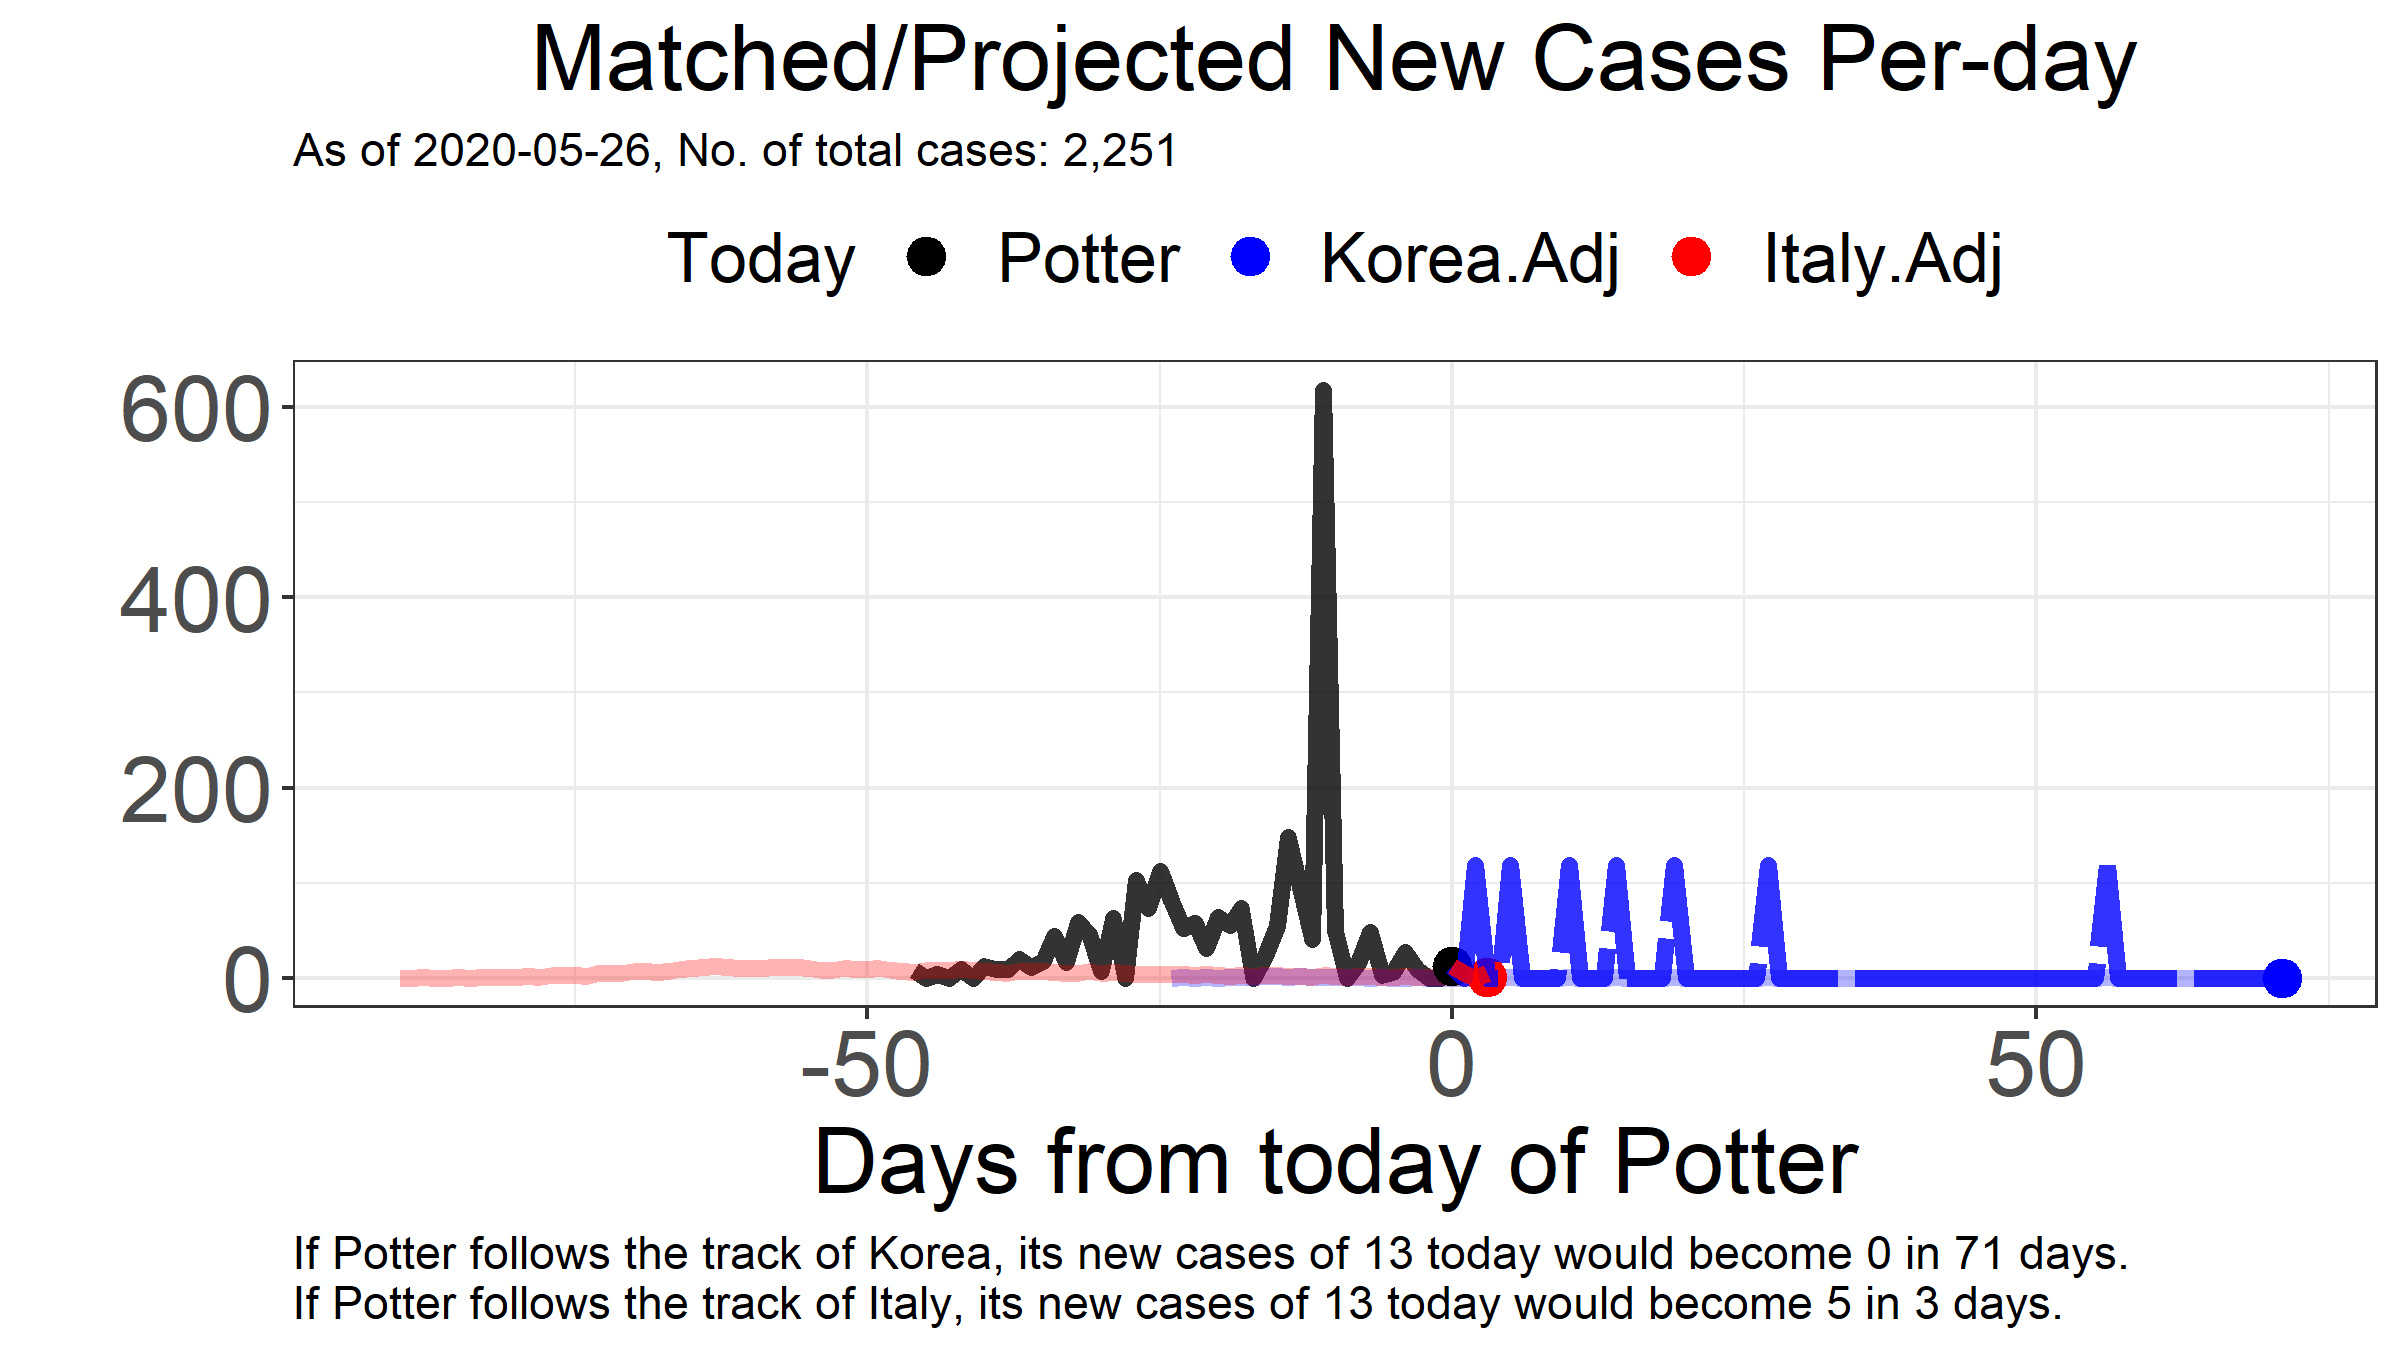 Matched/Projected New Cases Per-day
As of 2020-05-26, No. of total cases: 2,251
Today Potter Korea.Adj Italy.Adj
600
400
200
0
-50 0 50
Days from today of Potter
If Potter follows the track of Korea, its new cases of 13 today would become 0 in 71 days.
If Potter follows the track of Italy, its new cases of 13 today would become 5 in 3 days.